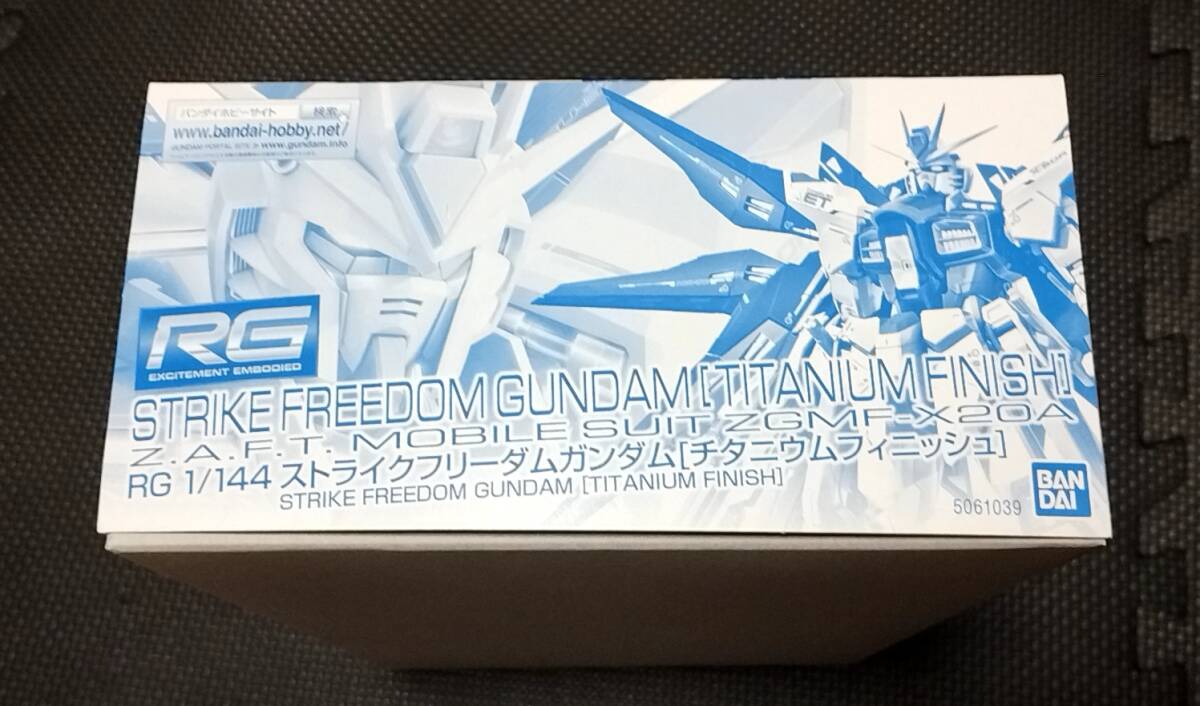 バンダイホビーサイト 検索
www.bandai-hobby.net/
GUNDAM PORTAL SITE ≫ www.gundam.info
ET
RG
EXCITEMENT EMBODIED
STRIKE FREEDOM GUNDAM [TITANIUM FINISH]
Z.A.F.T. MOBILE SUIT ZGMF-X20A
RG 1/144 ストライクフリーダムガンダム[チタニウムフィニッシュ]
STRIKE FREEDOM GUNDAM [TITANIUM FINISH]
5061039
BAN
DAI